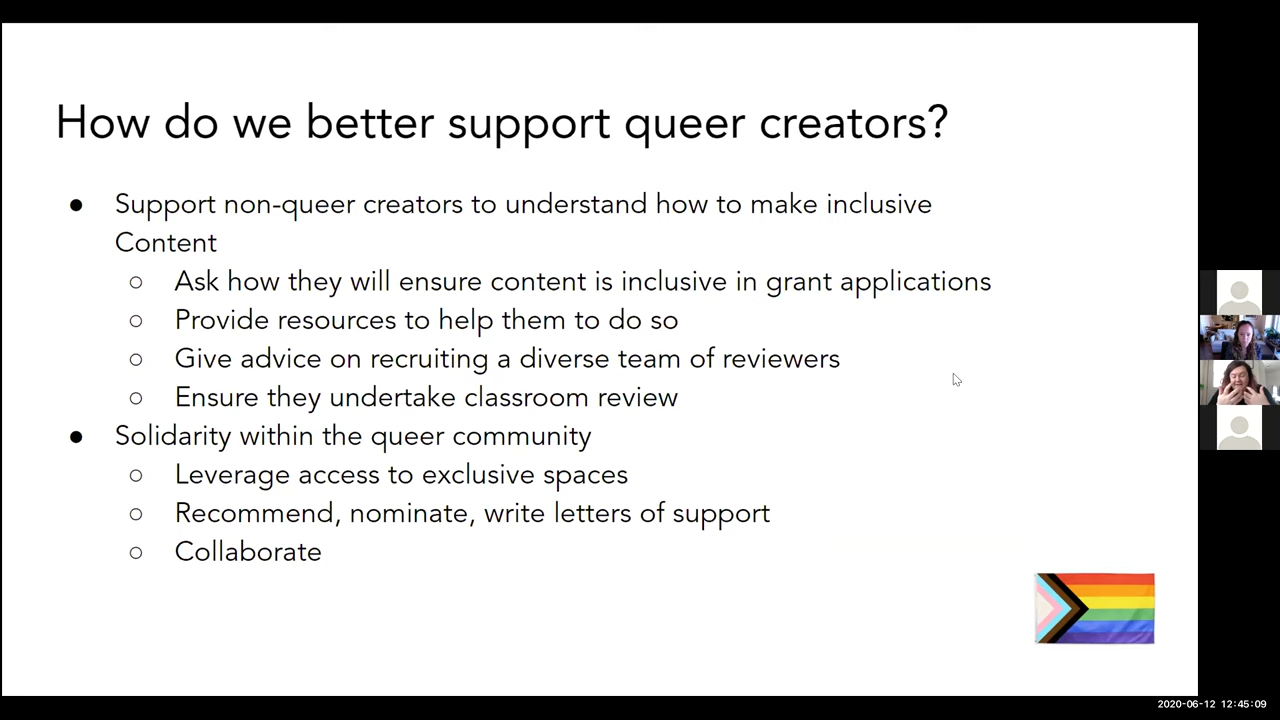 How do we better support queer creators?
● Support non-queer creators to understand how to make inclusive
Content
○ Ask how they will ensure content is inclusive in grant applications
○ Provide resources to help them to do so
○ Give advice on recruiting a diverse team of reviewers
○ Ensure they undertake classroom review
● Solidarity within the queer community
○ Leverage access to exclusive spaces
○ Recommend, nominate, write letters of support
○ Collaborate
2020-06-12 12:45:09